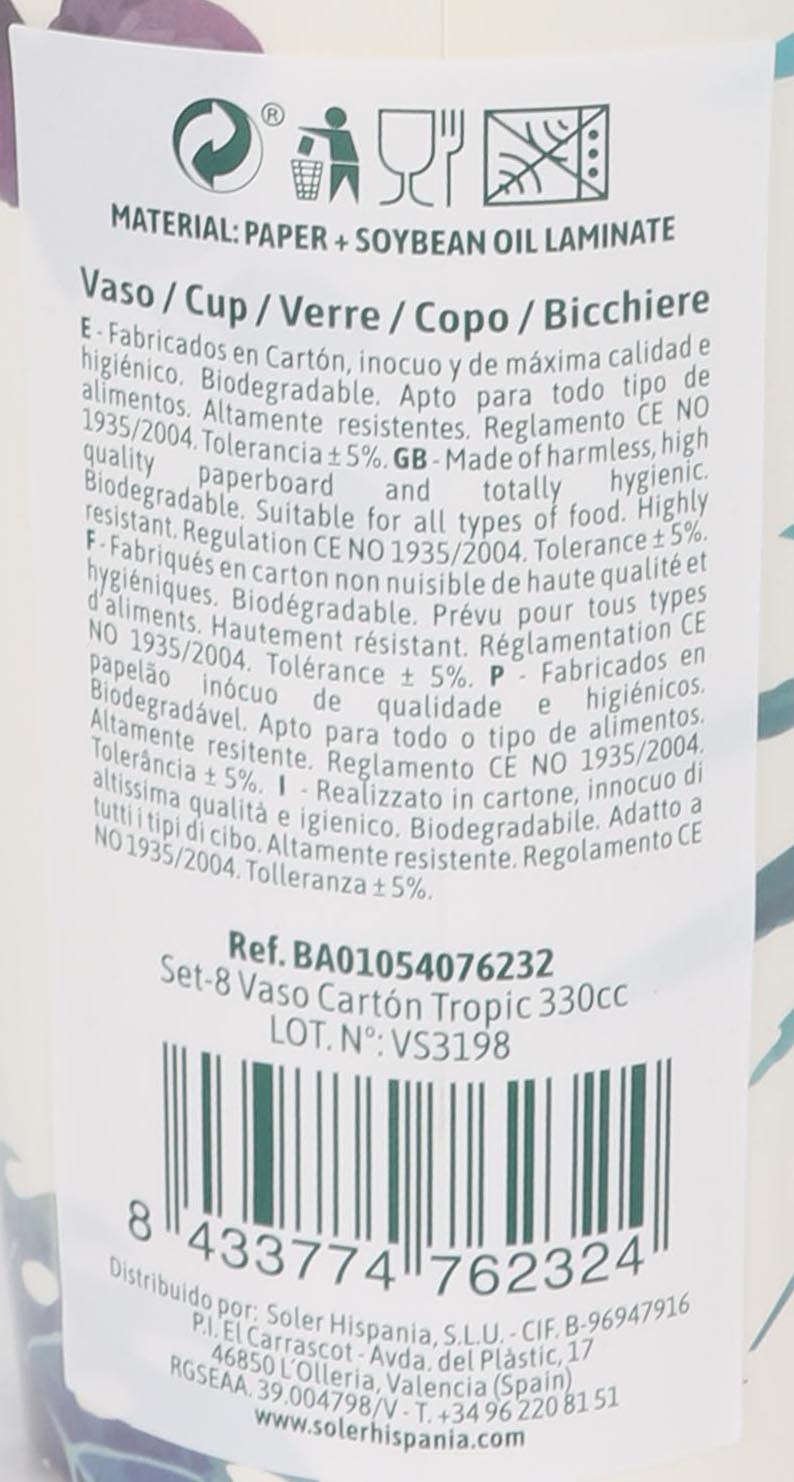 ®
MATERIAL: PAPER + SOYBEAN OIL LAMINATE
Vaso / Cup / Verre / Copo / Bicchiere
E - Fabricados en Cartón, inocuo y de máxima calidad e
higiénico. Biodegradable. Apto para todo tipo de
alimentos. Altamente resistentes. Reglamento CE NO
1935/2004. Tolerancia ± 5%. GB - Made of harmless, high
quality paperboard and totally hygienic.
Biodegradable. Suitable for all types of food. Highly
resistant. Regulation CE NO 1935/2004. Tolerance ± 5%.
F - Fabriqués en carton non nuisible de haute qualité et
hygiéniques. Biodégradable. Prévu pour tous types
d'aliments. Hautement résistant. Réglamentation CE
NO 1935/2004. Tolérance ± 5%. P - Fabricados en
papelão inócuo de qualidade e higiénicos.
Biodegradável. Apto para todo o tipo de alimentos.
Altamente resitente. Reglamento CE NO 1935/2004.
Tolerância ± 5%. I - Realizzato in cartone, innocuo di
altissima qualità e igienico. Biodegradabile. Adatto a
tutti i tipi di cibo. Altamente resistente. Regolamento CE
NO 1935/2004. Tolleranza ± 5%.
Ref. BA01054076232
Set-8 Vaso Cartón Tropic 330cc
LOT. Nº: VS3198
8 433774 762324
Distribuido por: Soler Hispania, S.L.U. - CIF. B-96947916
P.I. El Carrascot - Avda. del Plàstic, 17
46850 L'Olleria, Valencia (Spain)
RGSEAA. 39.004798/V - T. +34 96 220 81 51
www.solerhispania.com